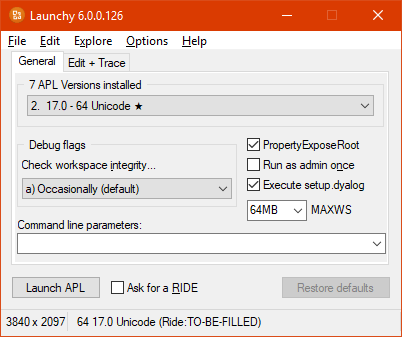 Launchy 6.0.0.126
File Edit Explore Options Help
General Edit + Trace
7 APL Versions installed
2. 17.0 - 64 Unicode ★
Debug flags
Check workspace integrity...
a) Occasionally (default)
PropertyExposeRoot
Run as admin once
Execute setup.dyalog
64MB MAXWS
Command line parameters:
Launch APL Ask for a RIDE Restore defaults
3840 x 2097 64 17.0 Unicode (Ride:TO-BE-FILLED)